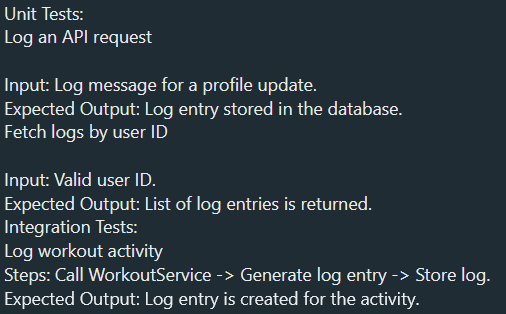 Unit Tests:
Log an API request
Input: Log message for a profile update.
Expected Output: Log entry stored in the database.
Fetch logs by user ID
Input: Valid user ID.
Expected Output: List of log entries is returned.
Integration Tests:
Log workout activity
Steps: Call WorkoutService -> Generate log entry -> Store log.
Expected Output: Log entry is created for the activity.